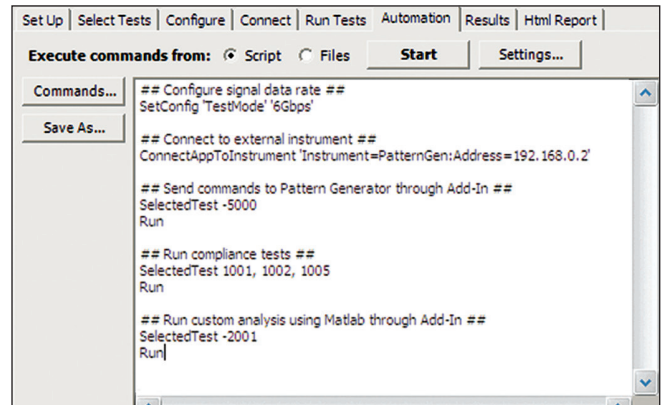 Set Up | Select Tests | Configure | Connect | Run Tests | Automation | Results | Html Report
Execute commands from: Script Files Start Settings...
Commands...
Save As...
## Configure signal data rate ##
SetConfig 'TestMode' '6Gbps'
## Connect to external instrument ##
ConnectAppToInstrument 'Instrument=PatternGen:Address=192.168.0.2'
## Send commands to Pattern Generator through Add-In ##
SelectedTest -5000
Run
## Run compliance tests ##
SelectedTest 1001, 1002, 1005
Run
## Run custom analysis using Matlab through Add-In ##
SelectedTest -2001
Run